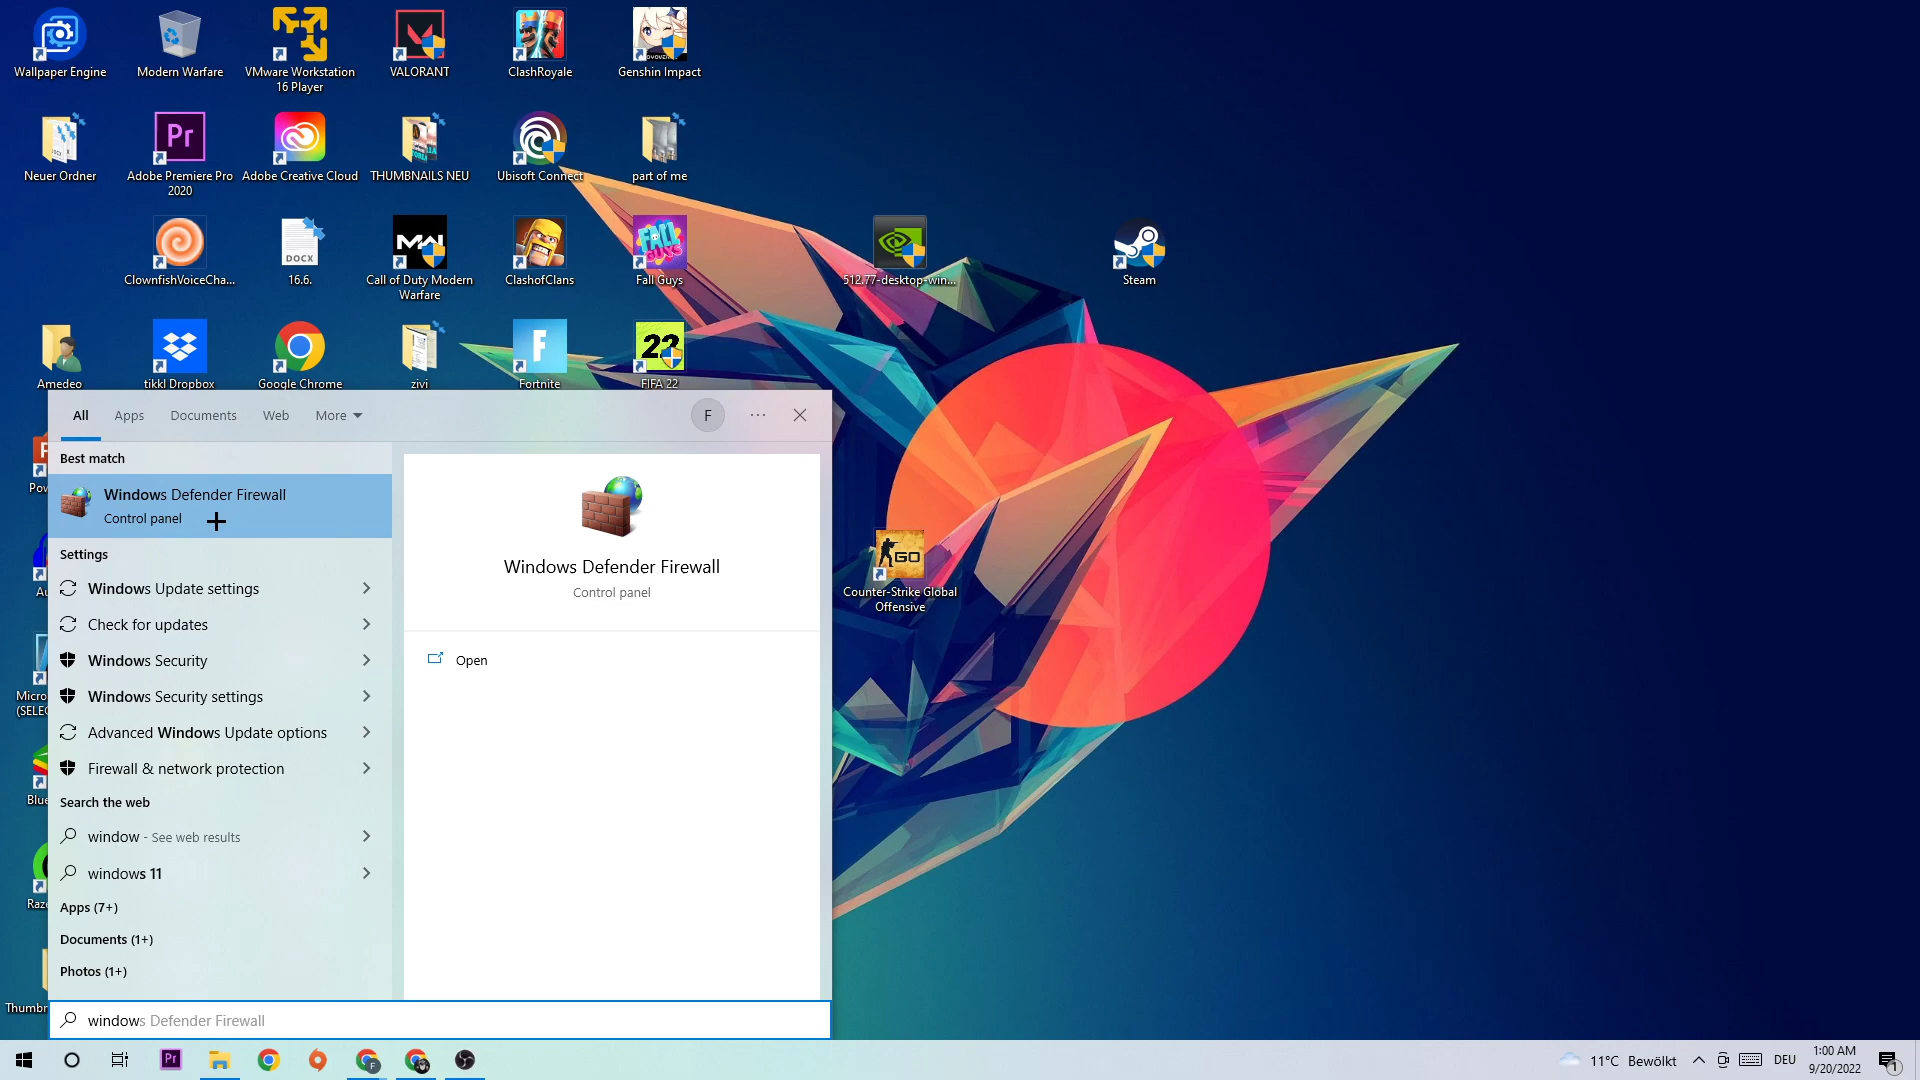 Wallpaper Engine
Modern Warfare
VMware Workstation
16 Player
VALORANT
ClashRoyale
Genshin Impact
Neuer Ordner
Adobe Premiere Pro
2020
Adobe Creative Cloud
THUMBNAILS NEU
Ubisoft Connect
part of me
ClownfishVoiceCha...
16.6.
Call of Duty Modern
Warfare
ClashofClans
Fall Guys
512.77-desktop-win...
Steam
Amedeo
tikkl Dropbox
Google Chrome
zivi
Fortnite
FIFA 22
All
Apps
Documents
Web
More
F
Best match
Windows Defender Firewall
Control panel
Settings
Windows Update settings
Check for updates
Windows Security
Windows Security settings
Advanced Windows Update options
Firewall & network protection
Search the web
window - See web results
windows 11
Apps (7+)
Documents (1+)
Photos (1+)
Windows Defender Firewall
Control panel
Open
Counter-Strike Global
Offensive
windows Defender Firewall
11°C Bewölkt
DEU
1:00 AM
9/20/2022
1